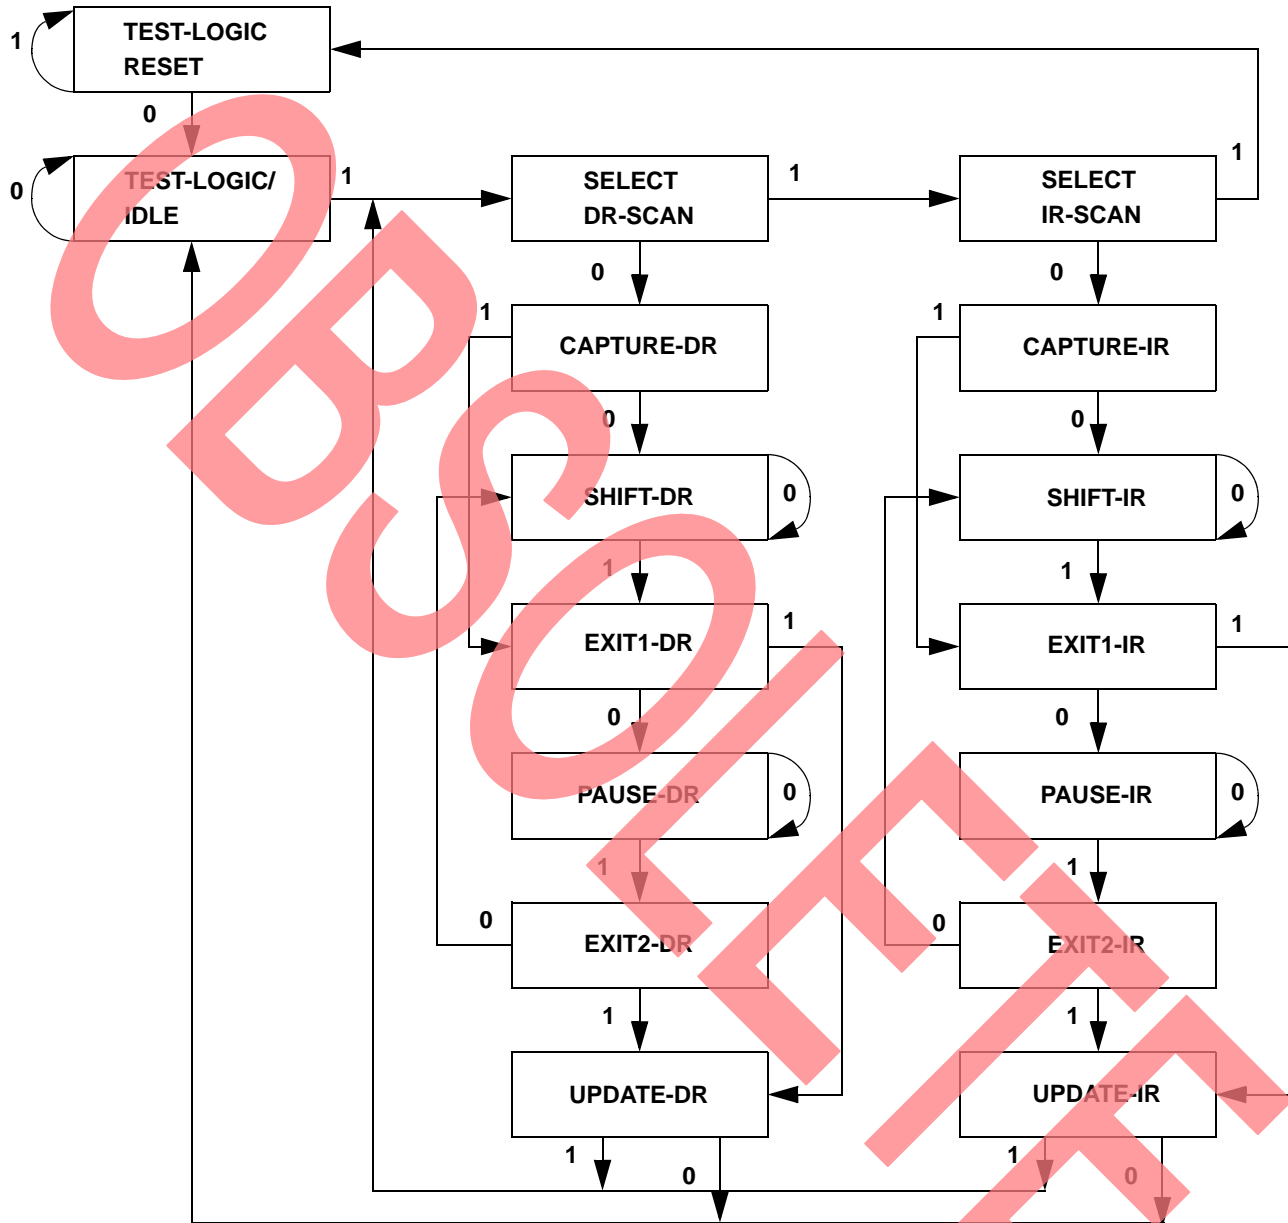 TEST-LOGIC
RESET
1
0
TEST-LOGIC/
IDLE
0
1
SELECT
DR-SCAN
1
SELECT
IR-SCAN
1
0
0
1
CAPTURE-DR
1
CAPTURE-IR
0
0
SHIFT-DR
0
SHIFT-IR
0
1
1
EXIT1-DR
1
EXIT1-IR
1
0
0
PAUSE-DR
0
PAUSE-IR
0
1
1
0
EXIT2-DR
0
EXIT2-IR
1
1
UPDATE-DR
UPDATE-IR
1
0
1
0
OBSOLETE